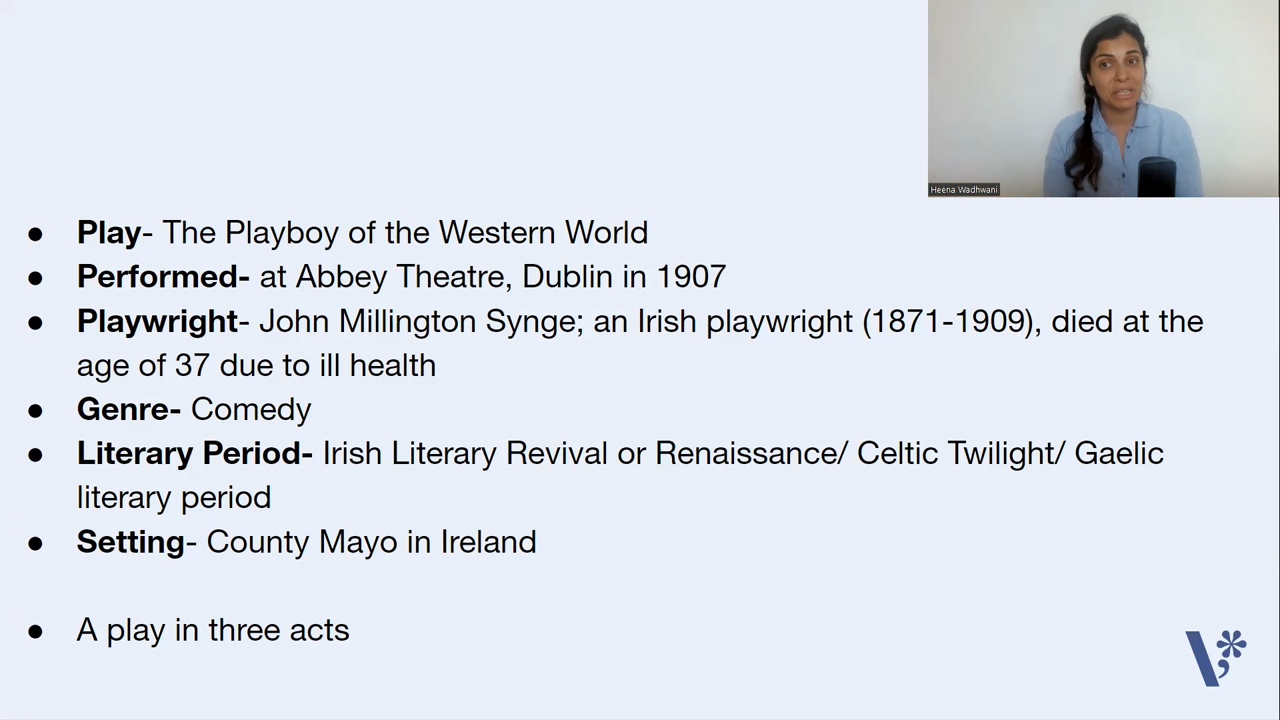 Heena Wadhwani
● Play- The Playboy of the Western World
● Performed- at Abbey Theatre, Dublin in 1907
● Playwright- John Millington Synge; an Irish playwright (1871-1909), died at the
age of 37 due to ill health
● Genre- Comedy
● Literary Period- Irish Literary Revival or Renaissance/ Celtic Twilight/ Gaelic
literary period
● Setting- County Mayo in Ireland
● A play in three acts